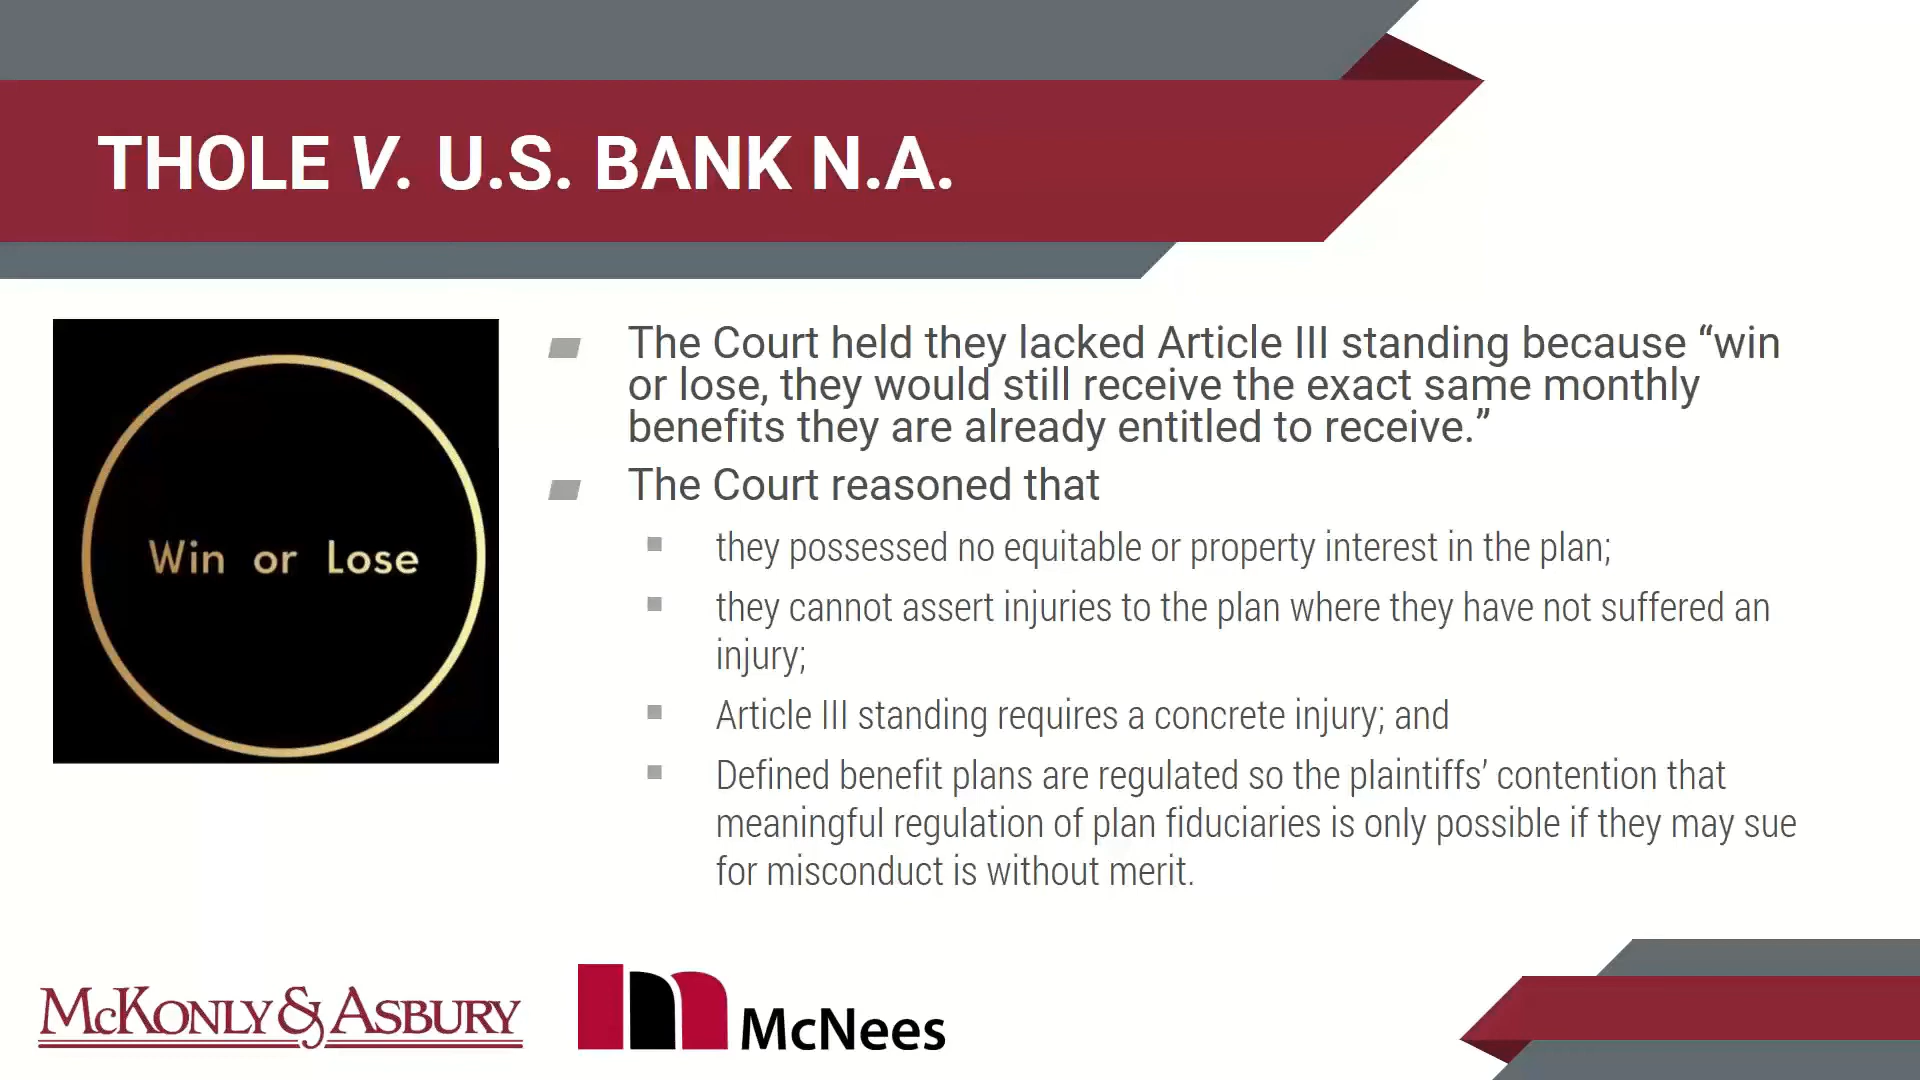 THOLE V. U.S. BANK N.A.
Win or Lose
The Court held they lacked Article III standing because “win
or lose, they would still receive the exact same monthly
benefits they are already entitled to receive.”
The Court reasoned that
they possessed no equitable or property interest in the plan;
they cannot assert injuries to the plan where they have not suffered an
injury;
Article III standing requires a concrete injury; and
Defined benefit plans are regulated so the plaintiffs’ contention that
meaningful regulation of plan fiduciaries is only possible if they may sue
for misconduct is without merit.
McKonly & Asbury
McNees